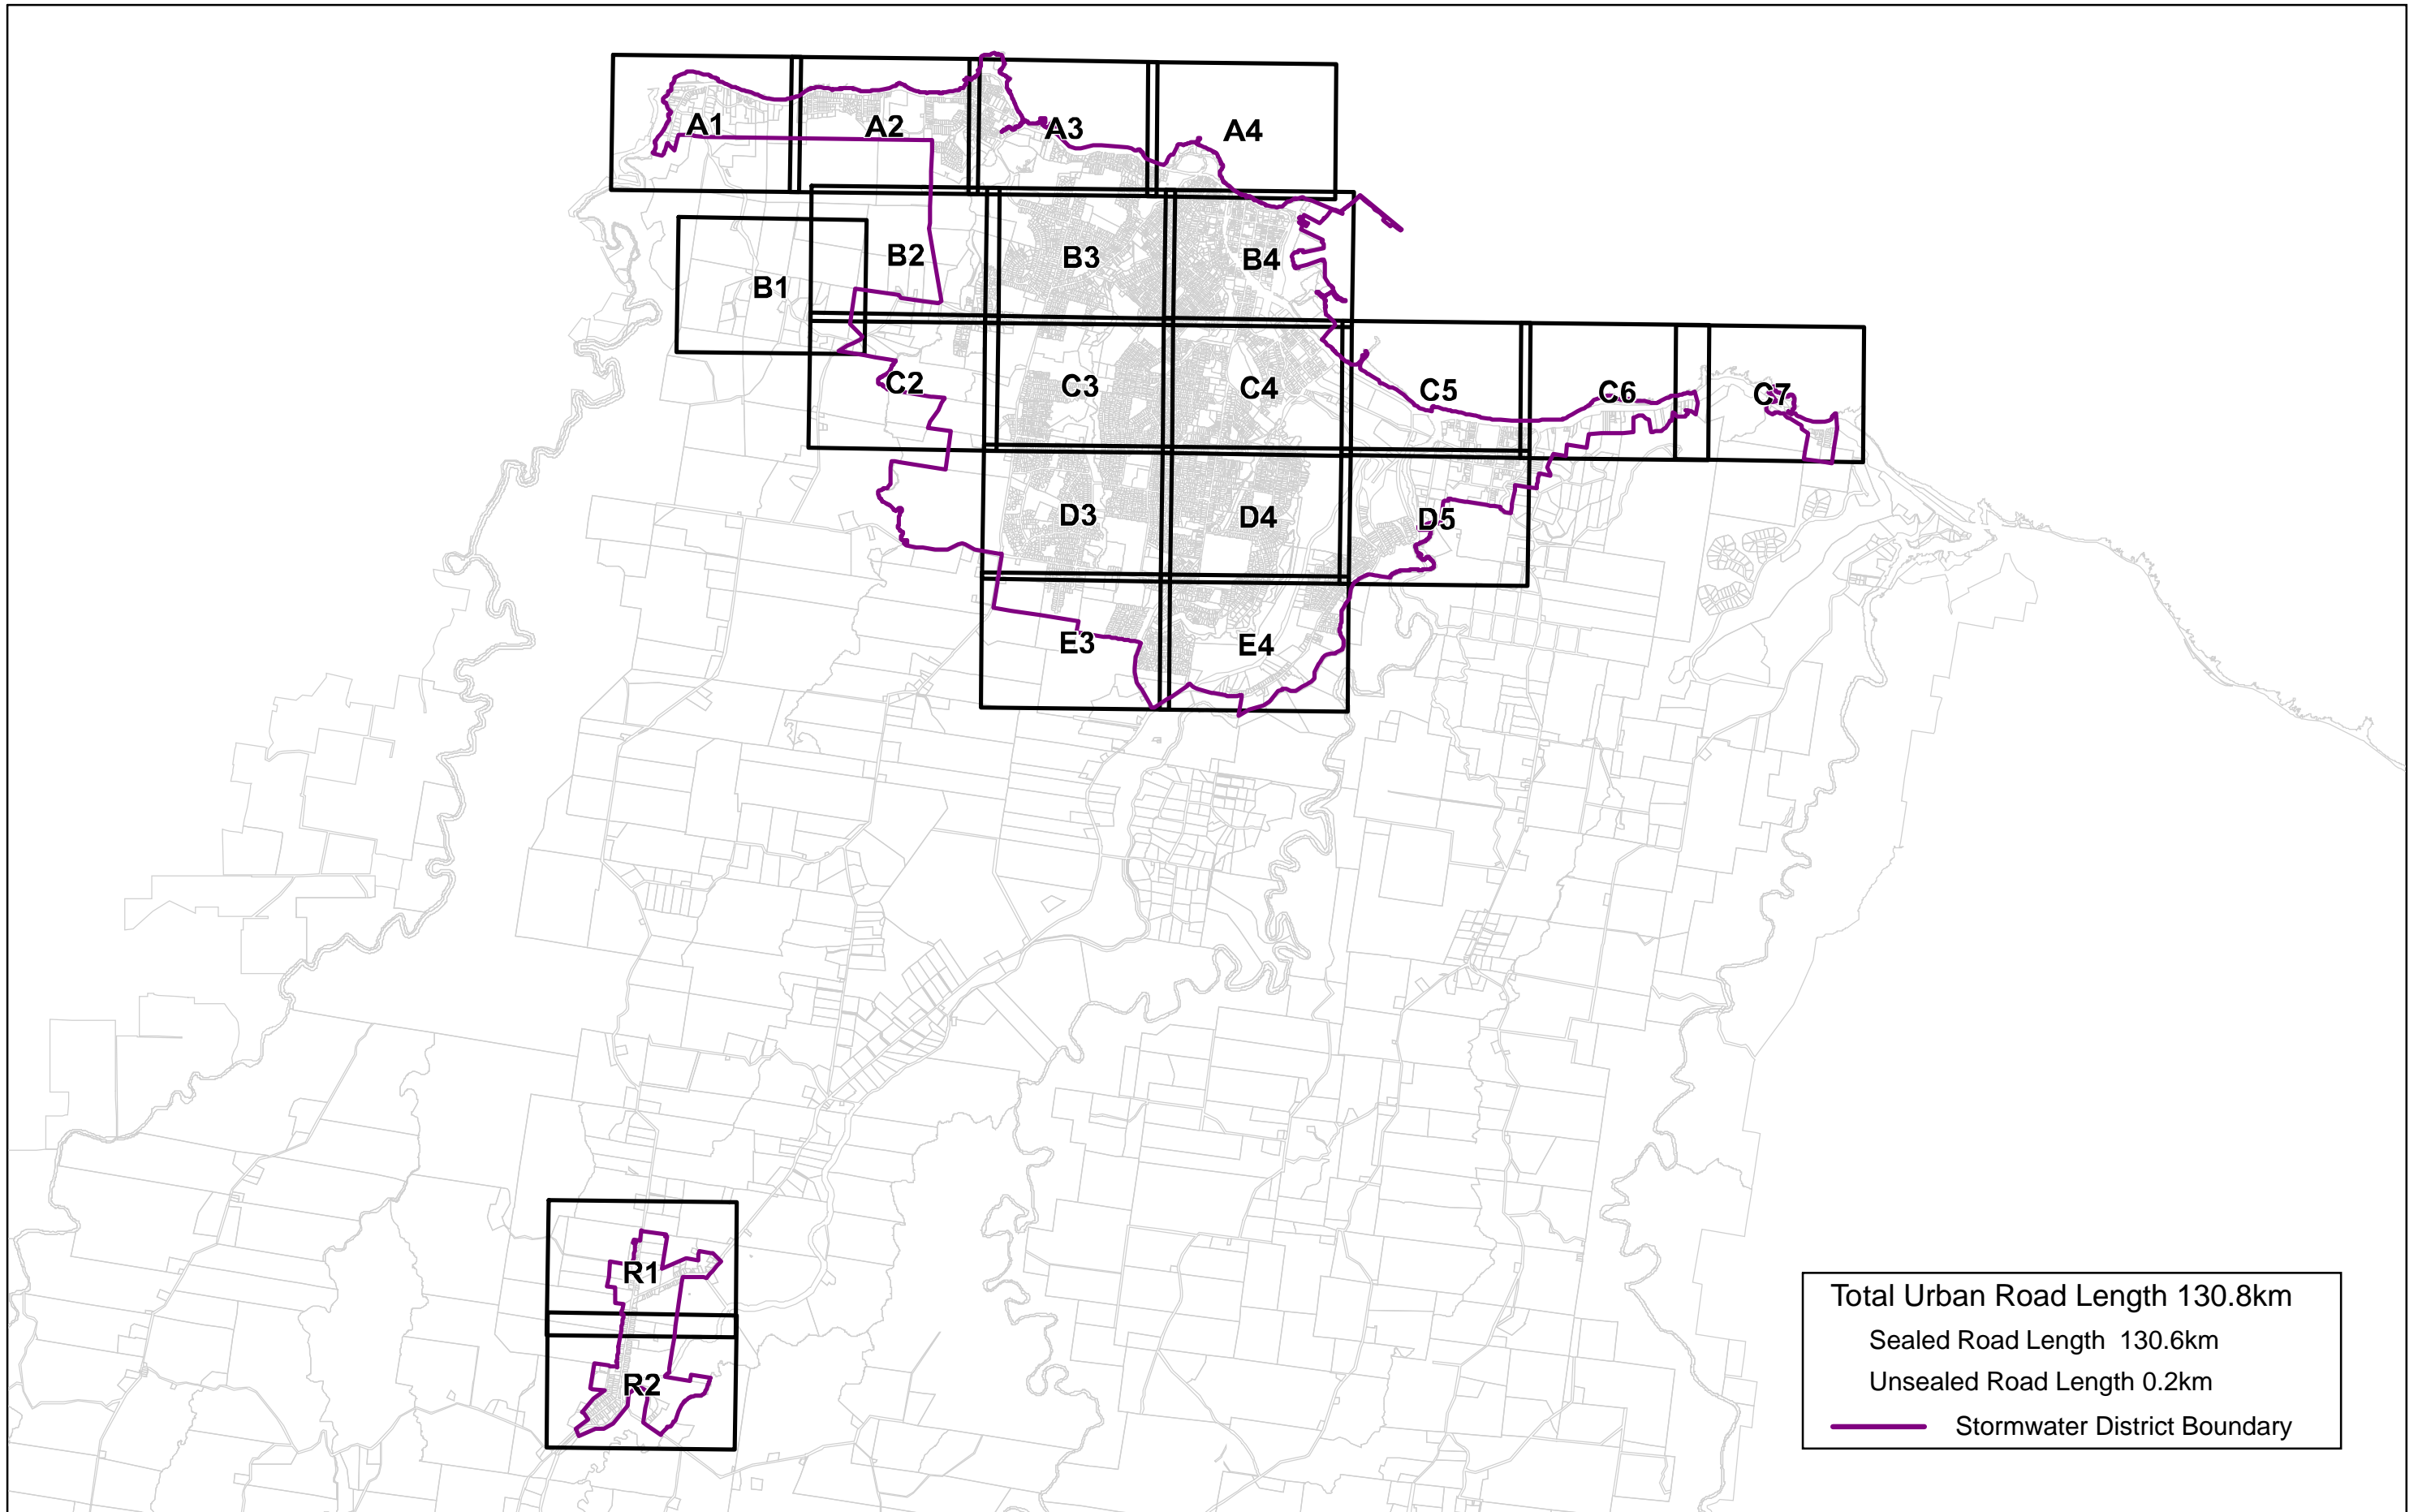 A1
A2
A3
A4
B1
B2
B3
B4
C2
C3
C4
C5
C6
C7
D3
D4
D5
E3
E4
R1
R2
Total Urban Road Length 130.8km
Sealed Road Length 130.6km
Unsealed Road Length 0.2km
Stormwater District Boundary